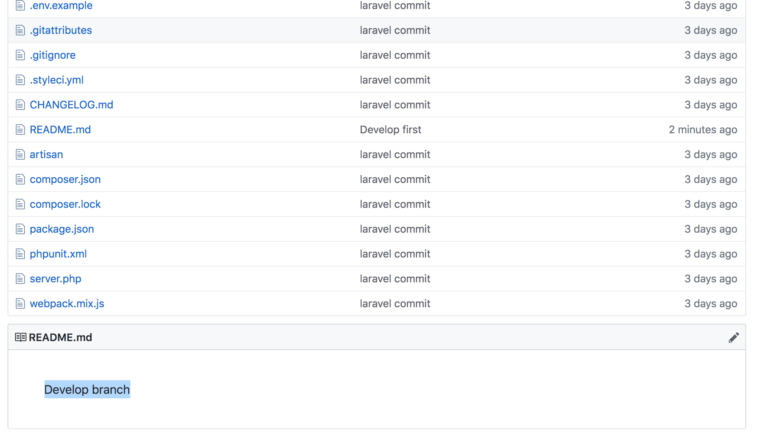 .env.example laravel commit 3 days ago
.gitattributes laravel commit 3 days ago
.gitignore laravel commit 3 days ago
.styleci.yml laravel commit 3 days ago
CHANGELOG.md laravel commit 3 days ago
README.md Develop first 2 minutes ago
artisan laravel commit 3 days ago
composer.json laravel commit 3 days ago
composer.lock laravel commit 3 days ago
package.json laravel commit 3 days ago
phpunit.xml laravel commit 3 days ago
server.php laravel commit 3 days ago
webpack.mix.js laravel commit 3 days ago
README.md
Develop branch